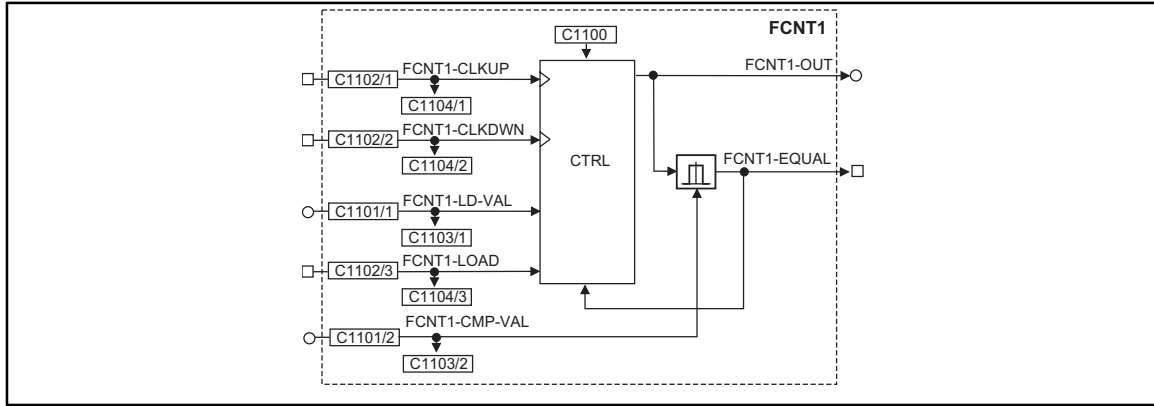 FCNT1
C1100
C1102/1
FCNT1-CLKUP
FCNT1-OUT
C1104/1
C1102/2
FCNT1-CLKDWN
C1104/2
CTRL
FCNT1-EQUAL
C1101/1
FCNT1-LD-VAL
C1103/1
C1102/3
FCNT1-LOAD
C1104/3
C1101/2
FCNT1-CMP-VAL
C1103/2